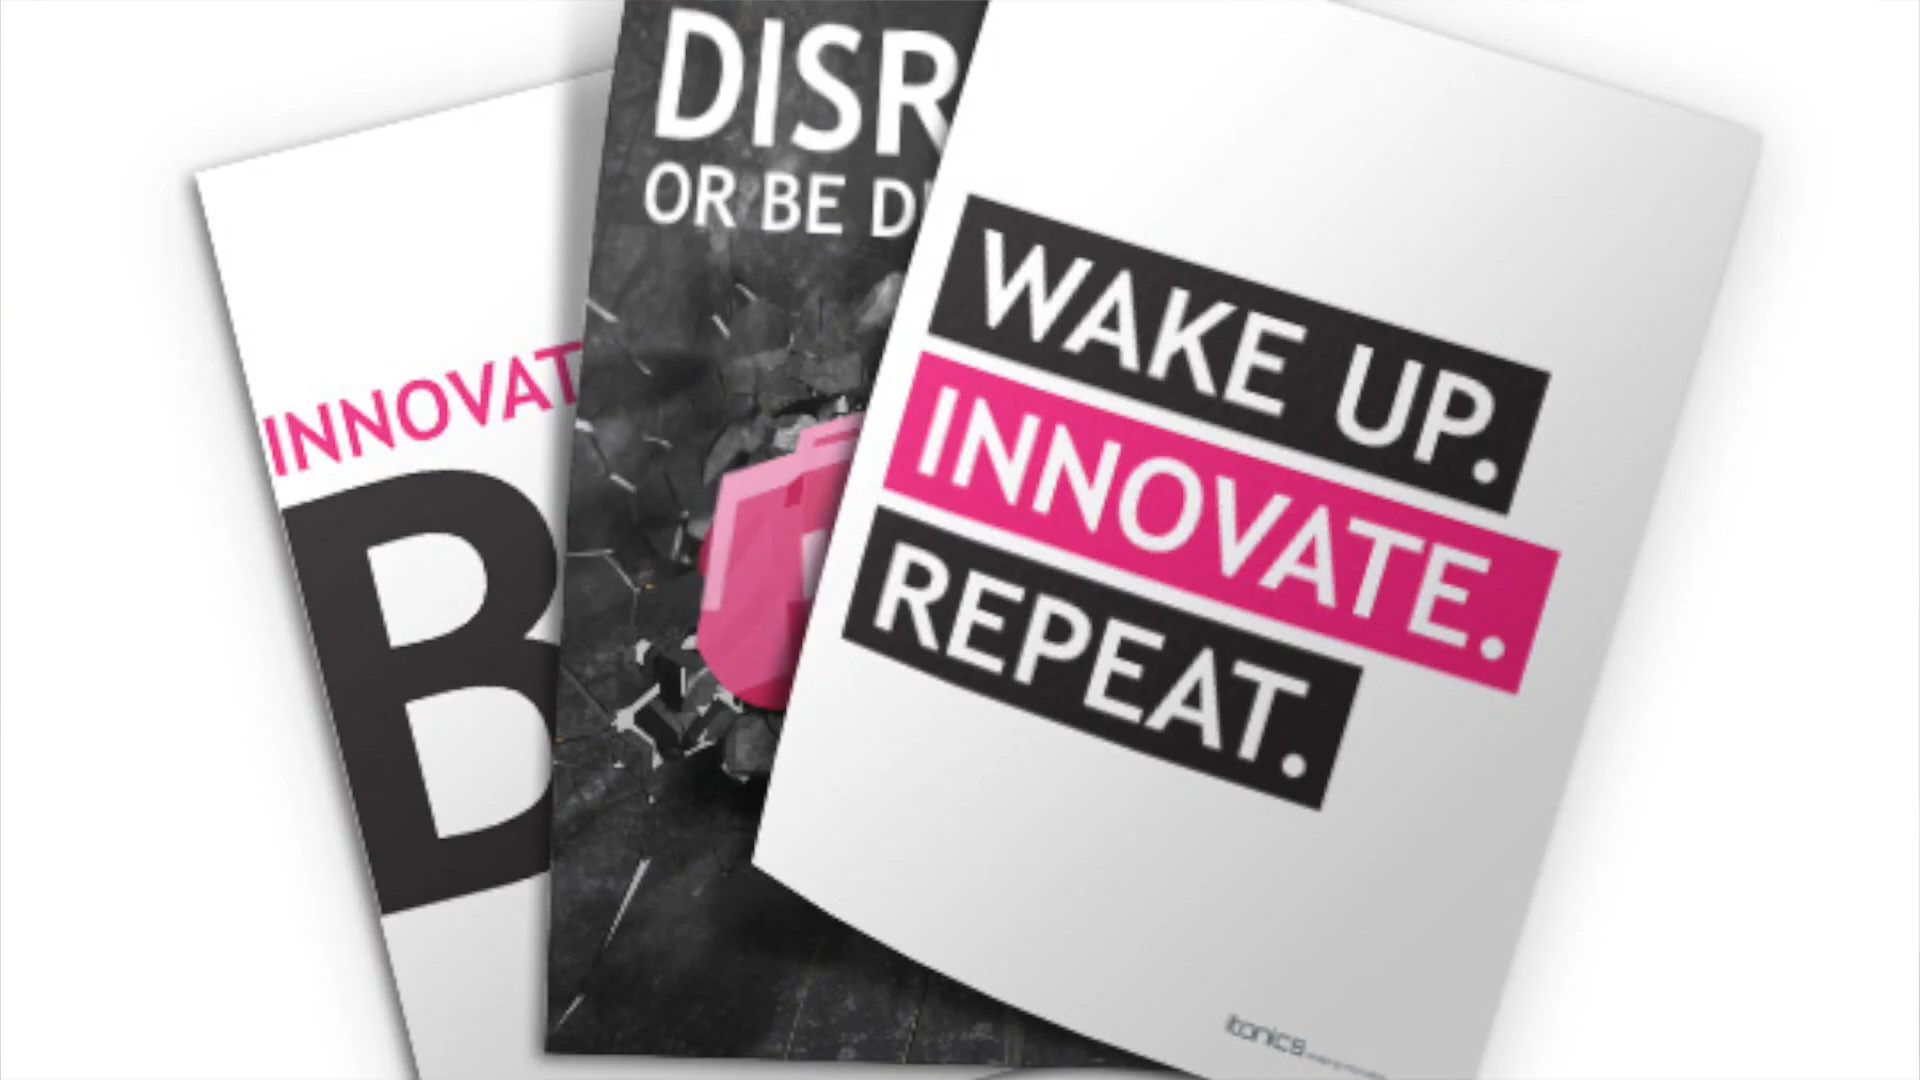 INNOVAT
B
DISR
OR BE D
WAKE UP.
INNOVATE.
REPEAT.
itonics